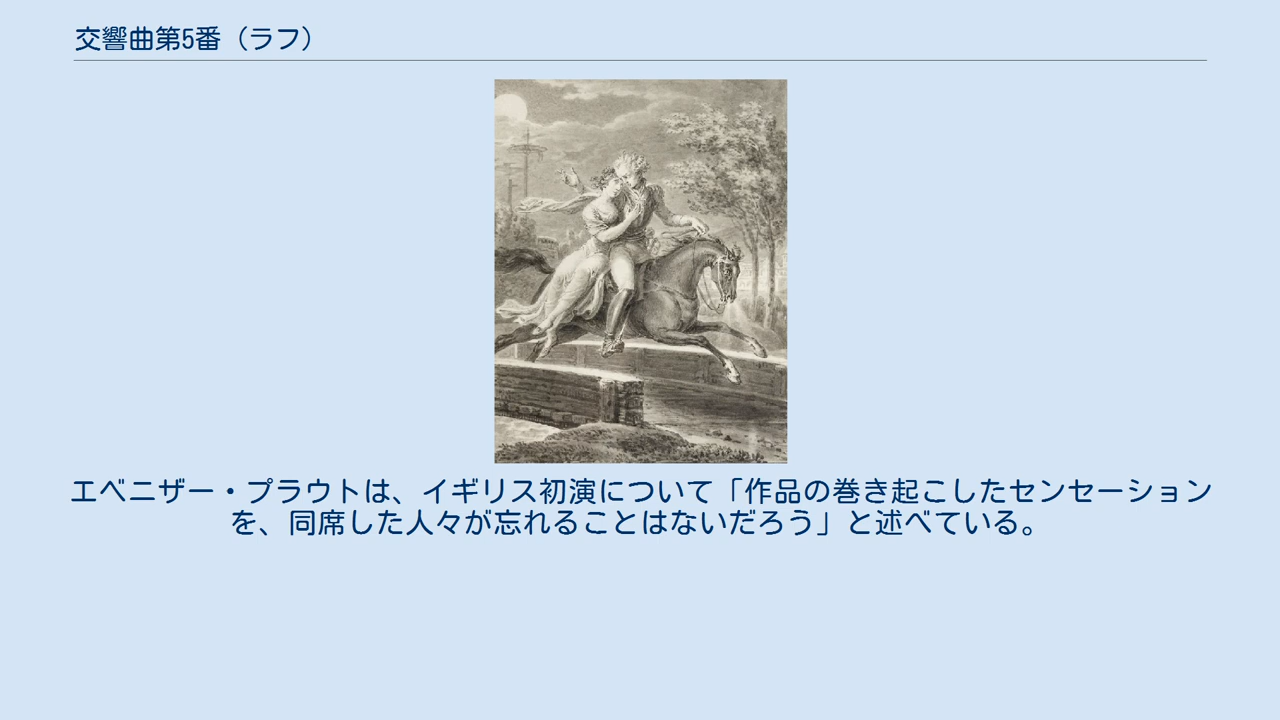 交響曲第5番（ラフ）
エベニザー・プラウトは、イギリス初演について「作品の巻き起こしたセンセーション
を、同席した人々が忘れることはないだろう」と述べている。